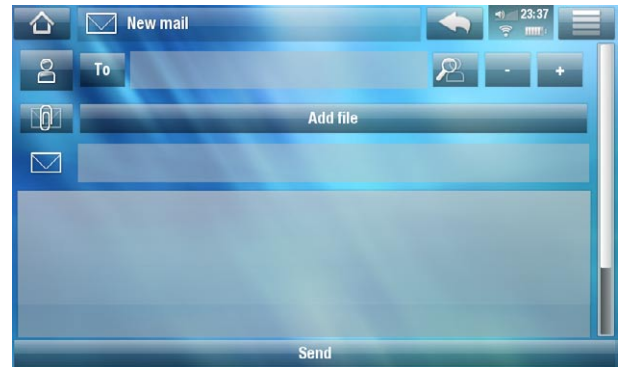 New mail
23:37
To
- +
Add file
Send